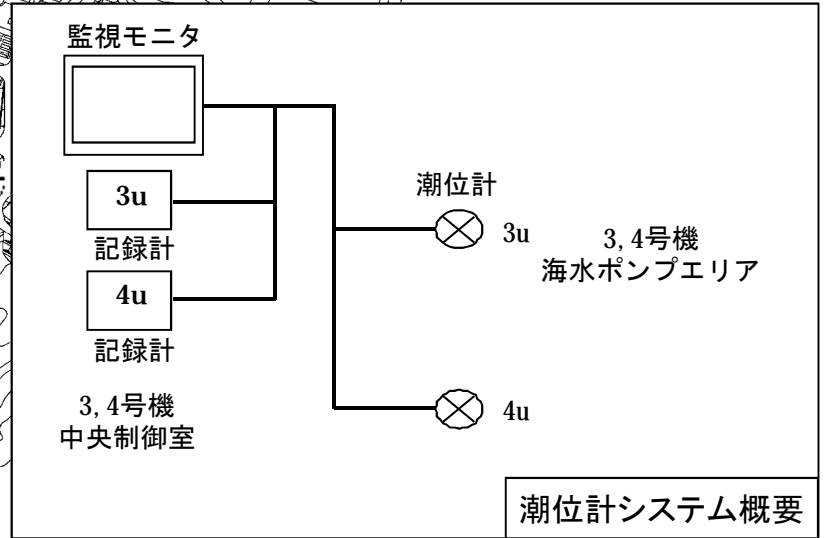 監視モニタ
3u
記録計
4u
記録計
3, 4号機
中央制御室
潮位計
3u
3, 4号機
海水ポンプエリア
4u
潮位計システム概要